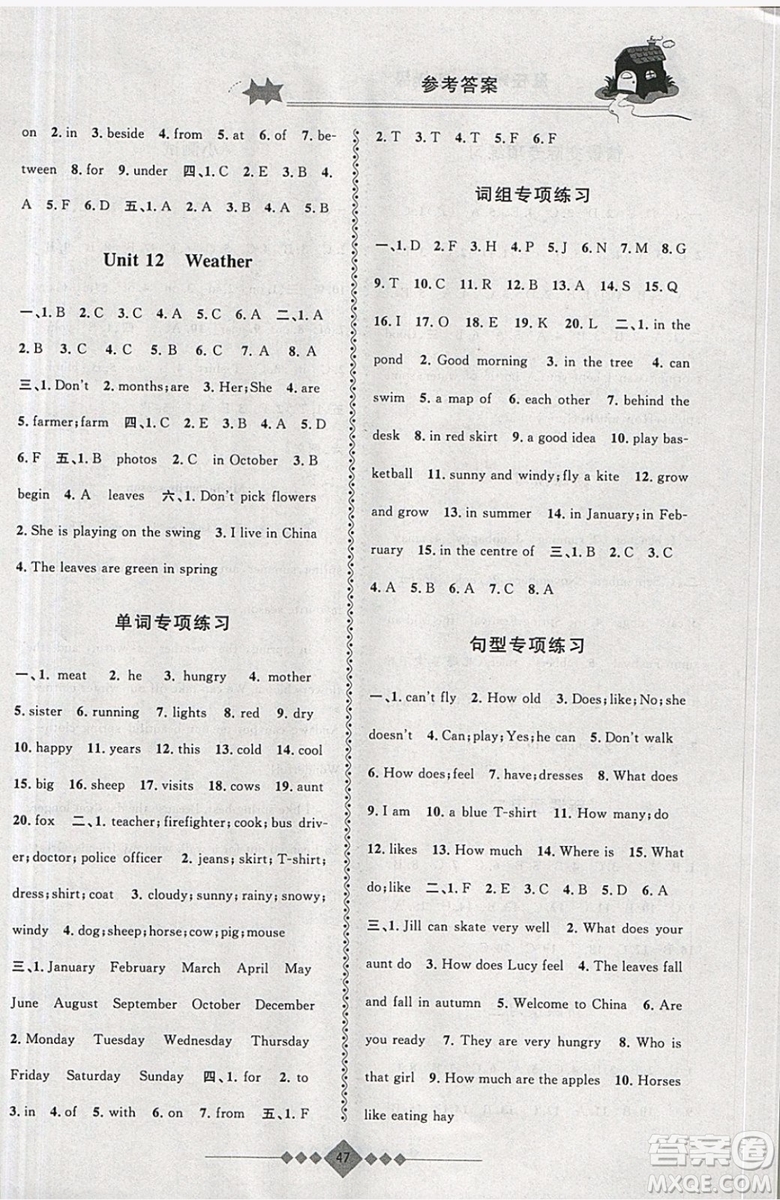 参考答案
on 2. in 3. beside 4. from 5. at 6. of 7. be-
tween 8. for 9. under 四、1. A 2. B 3. B 4. F
A 5. F 6. F 五、1. A 2. B 3. A 4. A 5. B
Unit 12 Weather
一、1. B 2. C 3. C 4. A 5. C 6. A 二、1. A
2. B 3. A 4. B 5. C 6. C 7. B 8. A
三、1. Don't 2. months;are 3. Her;She 4. are
5. farmer;farm 四、1. C 2. E 3. B 4. A 5. D
6. F 五、1. B photos 2. C in October 3. B
begin 4. A leaves 六、1. Don't pick flowers
2. She is playing on the swing 3. I live in China
4. The leaves are green in spring
单词专项练习
一、1. meat 2. he 3. hungry 4. mother
5. sister 6. running 7. lights 8. red 9. dry
10. happy 11. years 12. this 13. cold 14. cool
15. big 16. sheep 17. visits 18. cows 19. aunt
20. fox 二、1. teacher; firefighter; cook; bus driv-
er; doctor; police officer 2. jeans; skirt; T-shirt;
dress; shirt; coat 3. cloudy; sunny; rainy; snowy;
windy 4. dog;sheep;horse;cow;pig;mouse
三、1. January February March April May
June August September October December
2. Monday Tuesday Wednesday Thursday
Friday Saturday Sunday 四、1. for 2. to
3. in 4. of 5. with 6. on 7. from 五、1. F
2. T 3. T 4. T 5. F 6. F
词组专项练习
一、1. D 2. F 3. H 4. P 5. J 6. N 7. B 8. G
9. T 10. C 11. R 12. A 13. S 14. E 15. Q
16. I 17. O 18. M 19. K 20. L 二、1. in the
pond 2. Good morning 3. in the tree 4. can
swim 5. a map of 6. each other 7. behind the
desk 8. in red skirt 9. a good idea 10. play bas-
ketball 11. sunny and windy;fly a kite 12. grow
and grow 13. in summer 14. in January;in Feb-
ruary 15. in the centre of 三、1. B 2. B 3. C
4. A 5. C 6. D 7. C 8. A
句型专项练习
一、1. can't fly 2. How old 3. Does;like;No;she
doesn't 4. Can;play;Yes;he can 5. Don't walk
6. How does;feel 7. have;dresses 8. What does
9. I am 10. a blue T-shirt 11. How many;do
12. likes 13. How much 14. Where is 15. What
do;like 二、1. E 2. C 3. B 4. D 5. F 6. A
三、1. Jill can skate very well 2. What does your
aunt do 3. How does Lucy feel 4. The leaves fall
and fall in autumn 5. Welcome to China 6. Are
you ready 7. They are very hungry 8. Who is
that girl 9. How much are the apples 10. Horses
like eating hay
47
答案圈
MXQE.COM